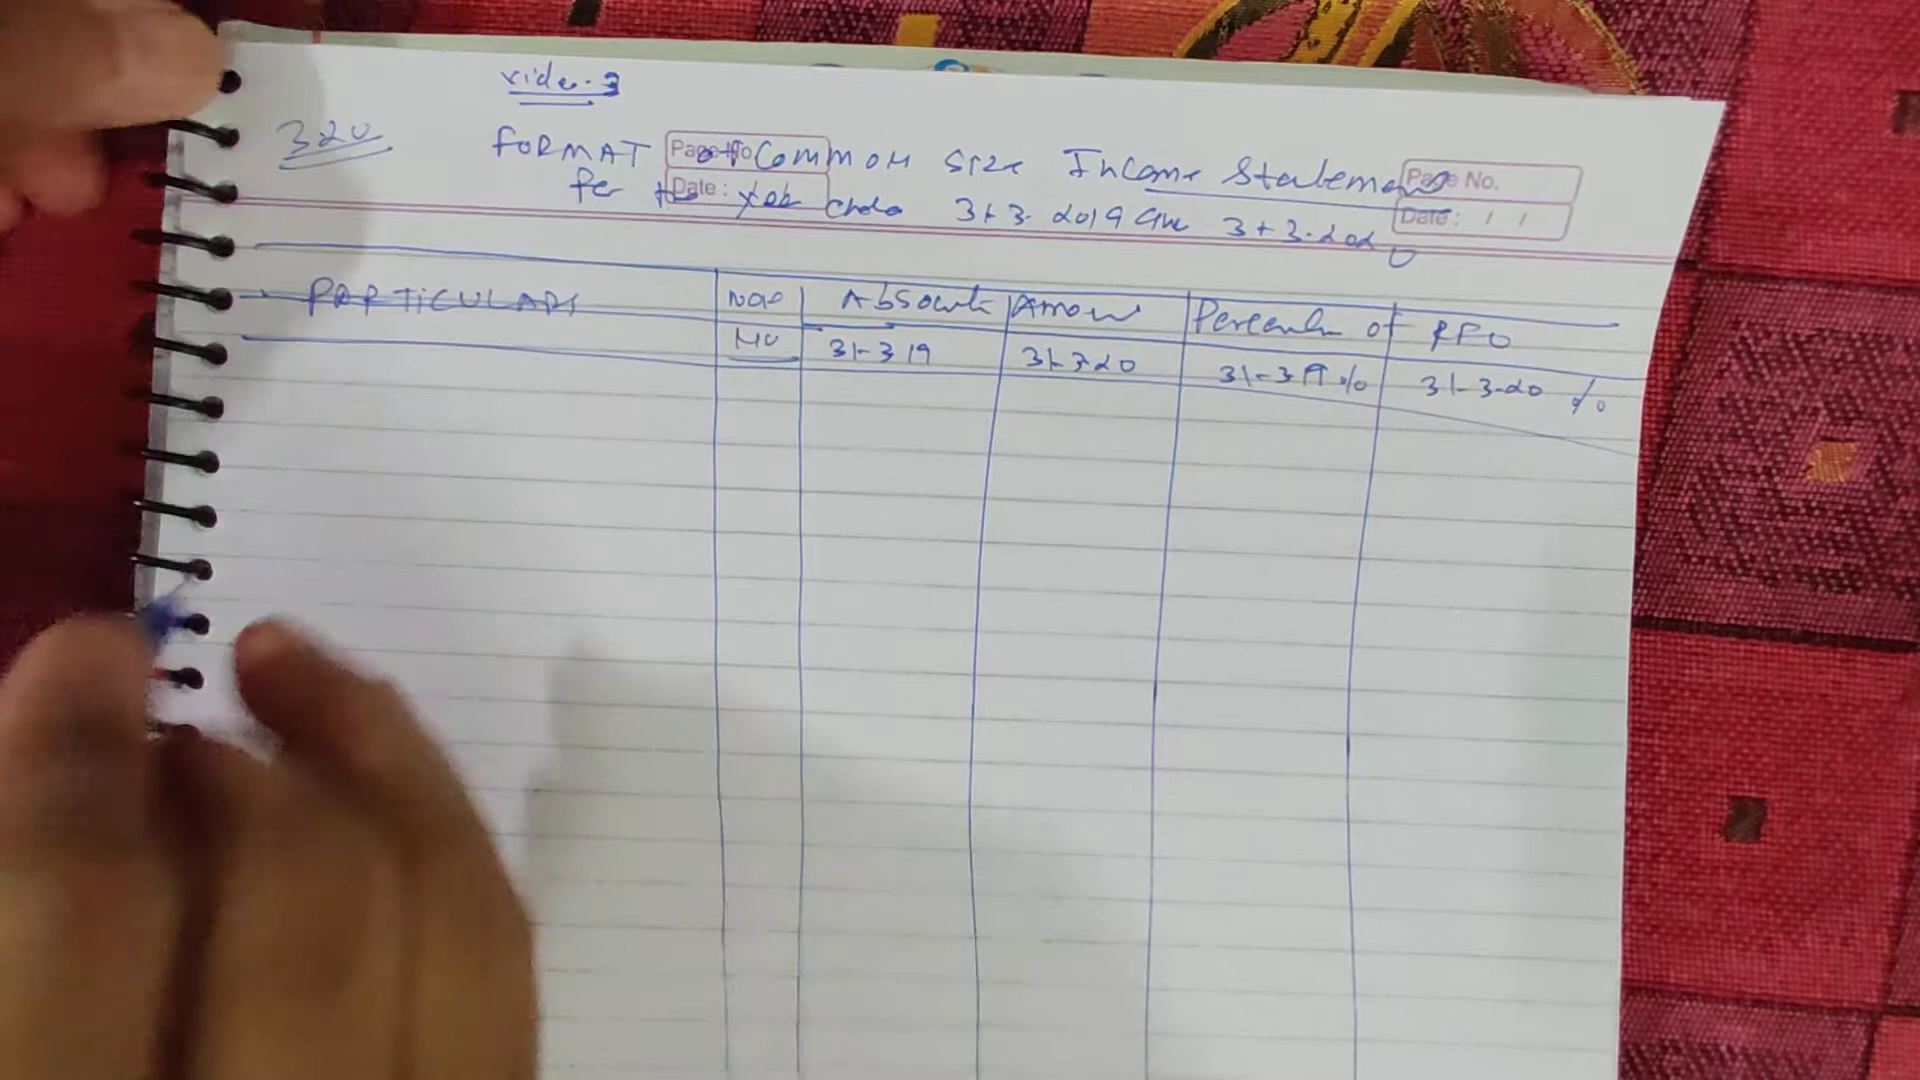 video-3
320
FORMAT of Common Size Income Statement
Page No.
Date:
Page No.
Date: / /
for the year ended 31-3-2019 and 31-3-2020
PARTICULARS
Note
No
Absolute Amount
Percentage of RFO
31-3 19
31-3-20
31-3-19 %
31-3-20 %